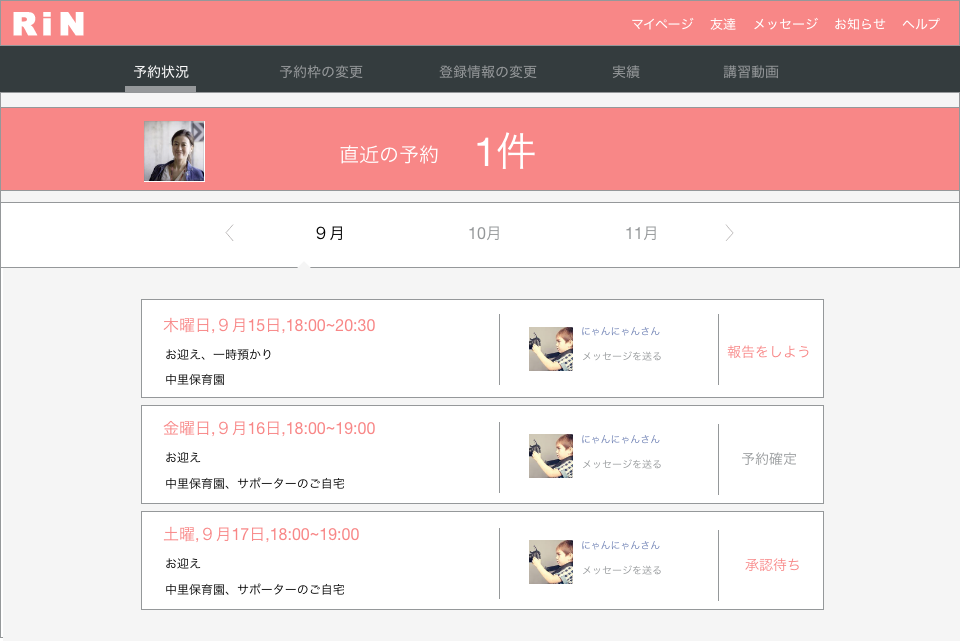 RiN
マイページ 友達 メッセージ お知らせ ヘルプ
予約状況 予約枠の変更 登録情報の変更 実績 講習動画
直近の予約 1件
９月 10月 11月
木曜日,９月15日,18:00~20:30
お迎え、一時預かり
中里保育園
にゃんにゃんさん
メッセージを送る
報告をしよう
金曜日,９月16日,18:00~19:00
お迎え
中里保育園、サポーターのご自宅
にゃんにゃんさん
メッセージを送る
予約確定
土曜,９月17日,18:00~19:00
お迎え
中里保育園、サポーターのご自宅
にゃんにゃんさん
メッセージを送る
承認待ち